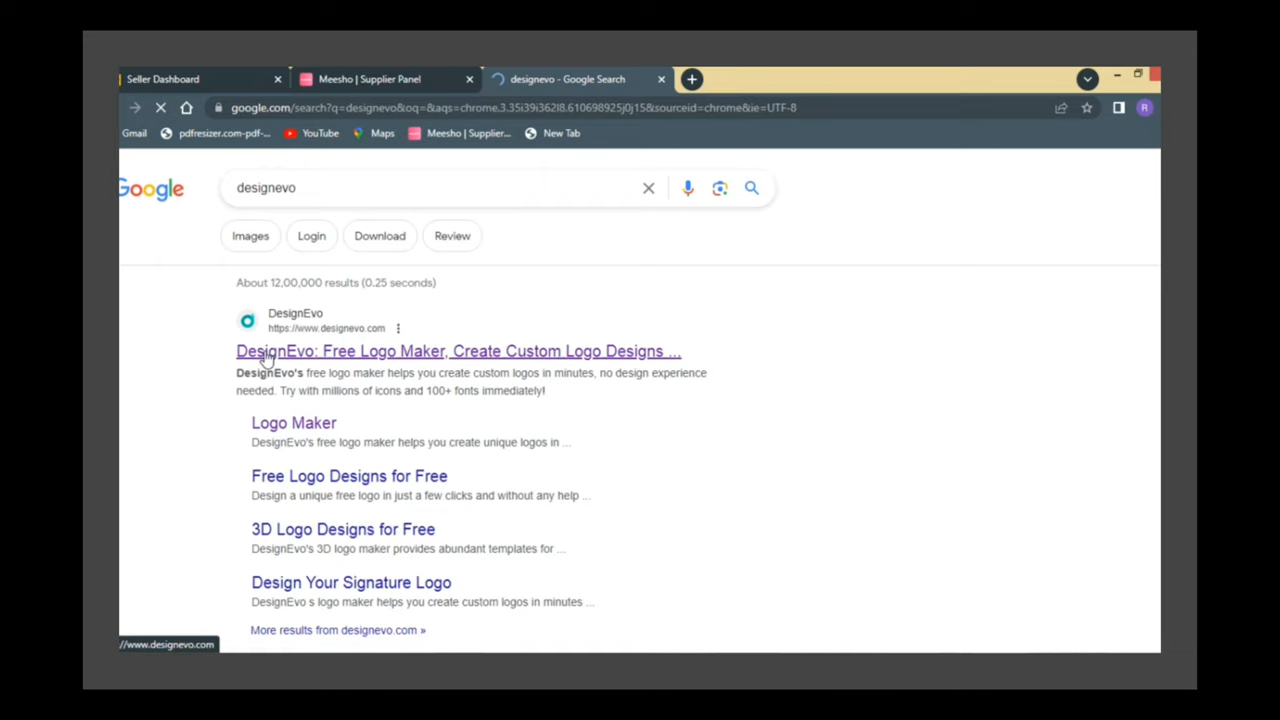 Seller Dashboard
Meesho | Supplier Panel
designevo - Google Search
google.com/search?q=designevo&oq=&aqs=chrome.3.35i39i362l8.610698925j0j15&sourceid=chrome&ie=UTF-8
R
Gmail
pdfresizer.com-pdf-...
YouTube
Maps
Meesho | Supplier...
New Tab
Google
designevo
Images
Login
Download
Review
About 12,00,000 results (0.25 seconds)
DesignEvo
https://www.designevo.com
DesignEvo: Free Logo Maker, Create Custom Logo Designs ...
DesignEvo's free logo maker helps you create custom logos in minutes, no design experience
needed. Try with millions of icons and 100+ fonts immediately!
Logo Maker
DesignEvo's free logo maker helps you create unique logos in ...
Free Logo Designs for Free
Design a unique free logo in just a few clicks and without any help ...
3D Logo Designs for Free
DesignEvo's 3D logo maker provides abundant templates for ...
Design Your Signature Logo
DesignEvo s logo maker helps you create custom logos in minutes ...
More results from designevo.com »
//www.designevo.com